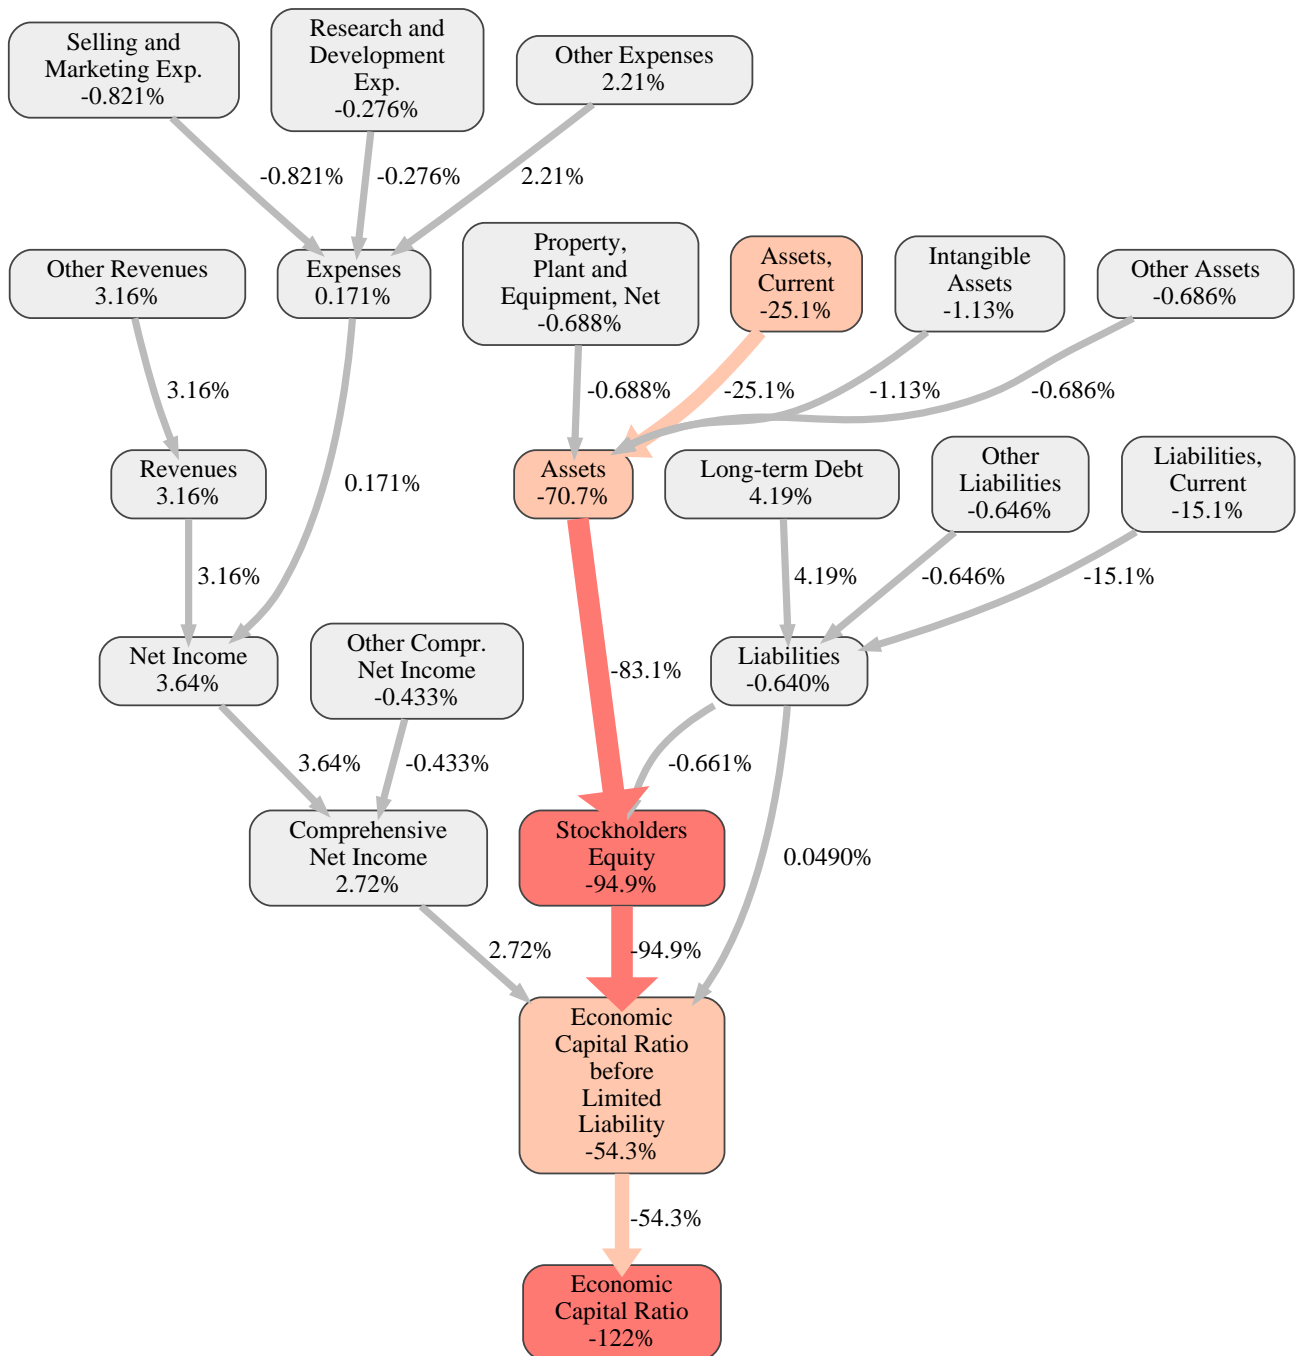 Selling and
Marketing Exp.
-0.821%
Research and
Development
Exp.
-0.276%
Other Expenses
2.21%
-0.821%
-0.276%
2.21%
Other Revenues
3.16%
Expenses
0.171%
Property,
Plant and
Equipment, Net
-0.688%
Assets,
Current
-25.1%
Intangible
Assets
-1.13%
Other Assets
-0.686%
3.16%
-0.688%
-25.1%
-1.13%
-0.686%
Revenues
3.16%
0.171%
Assets
-70.7%
Long-term Debt
4.19%
Other
Liabilities
-0.646%
Liabilities,
Current
-15.1%
3.16%
4.19%
-0.646%
-15.1%
Net Income
3.64%
Other Compr.
Net Income
-0.433%
-83.1%
Liabilities
-0.640%
3.64%
-0.433%
-0.661%
Comprehensive
Net Income
2.72%
Stockholders
Equity
-94.9%
0.0490%
2.72%
-94.9%
Economic
Capital Ratio
before
Limited
Liability
-54.3%
-54.3%
Economic
Capital Ratio
-122%